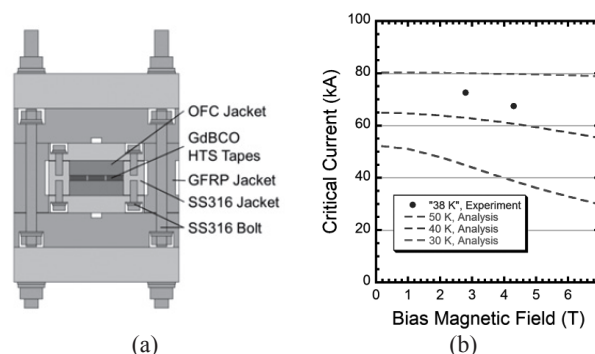 OFC Jacket
GdBCO
HTS Tapes
GFRP Jacket
SS316 Jacket
SS316 Bolt
(a)
Critical Current (kA)
100
80
60
40
20
0
"38 K", Experiment
50 K, Analysis
40 K, Analysis
30 K, Analysis
0 1 2 3 4 5 6
Bias Magnetic Field (T)
(b)